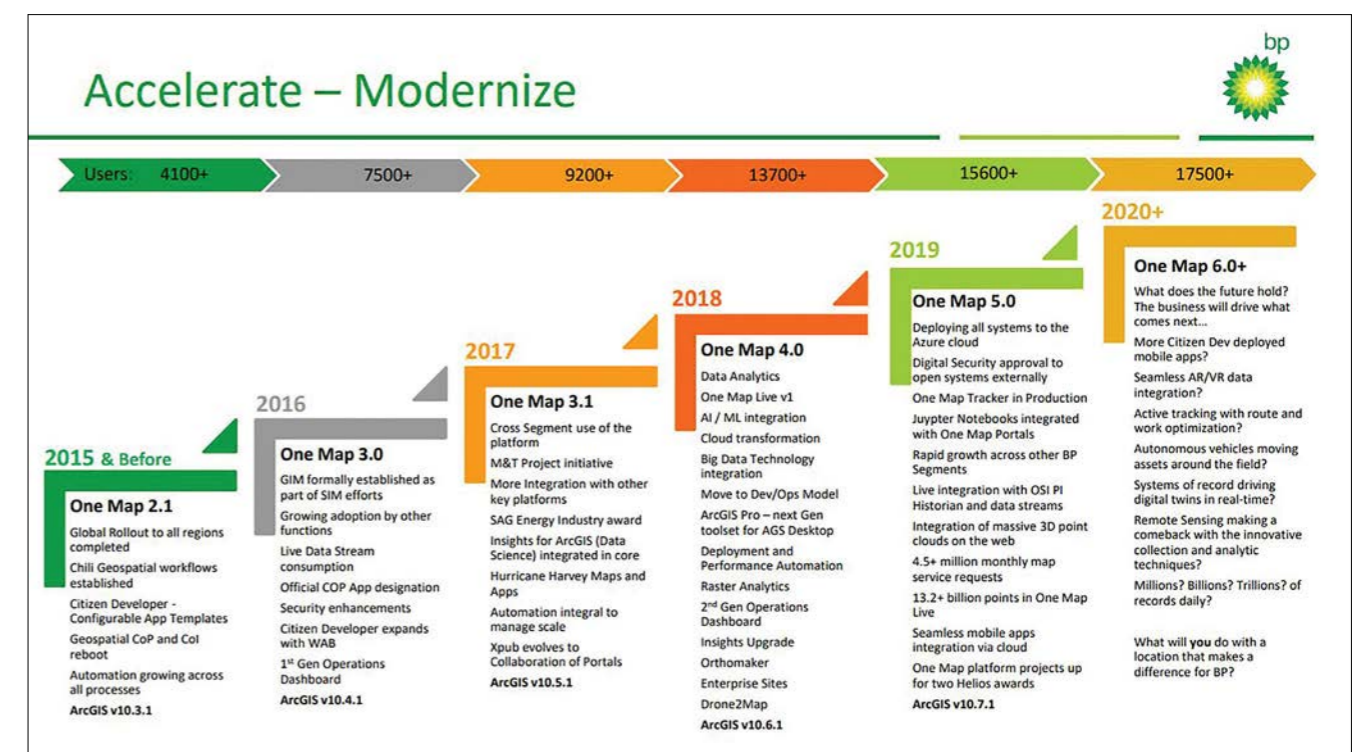 bp
Accelerate – Modernize
Users: 4100+
7500+
9200+
13700+
15600+
17500+
2015 & Before
One Map 2.1
Global Rollout to all regions
completed
Chili Geospatial workflows
established
Citizen Developer -
Configurable App Templates
Geospatial CoP and CoI
reboot
Automation growing across
all processes
ArcGIS v10.3.1
2016
One Map 3.0
GIM formally established as
part of SIM efforts
Growing adoption by other
functions
Live Data Stream
consumption
Official COP App designation
Security enhancements
Citizen Developer expands
with WAB
1st Gen Operations
Dashboard
ArcGIS v10.4.1
2017
One Map 3.1
Cross Segment use of the
platform
M&T Project initiative
More Integration with other
key platforms
SAG Energy Industry award
Insights for ArcGIS (Data
Science) integrated in core
Hurricane Harvey Maps and
Apps
Automation integral to
manage scale
Xpub evolves to
Collaboration of Portals
ArcGIS v10.5.1
2018
One Map 4.0
Data Analytics
One Map Live v1
AI / ML integration
Cloud transformation
Big Data Technology
integration
Move to Dev/Ops Model
ArcGIS Pro – next Gen
toolset for AGS Desktop
Deployment and
Performance Automation
Raster Analytics
2nd Gen Operations
Dashboard
Insights Upgrade
Orthomaker
Enterprise Sites
Drone2Map
ArcGIS v10.6.1
2019
One Map 5.0
Deploying all systems to the
Azure cloud
Digital Security approval to
open systems externally
One Map Tracker in Production
Juypter Notebooks integrated
with One Map Portals
Rapid growth across other BP
Segments
Live integration with OSI PI
Historian and data streams
Integration of massive 3D point
clouds on the web
4.5+ million monthly map
service requests
13.2+ billion points in One Map
Live
Seamless mobile apps
integration via cloud
One Map platform projects up
for two Helios awards
ArcGIS v10.7.1
2020+
One Map 6.0+
What does the future hold?
The business will drive what
comes next...
More Citizen Dev deployed
mobile apps?
Seamless AR/VR data
integration?
Active tracking with route and
work optimization?
Autonomous vehicles moving
assets around the field?
Systems of record driving
digital twins in real-time?
Remote Sensing making a
comeback with the innovative
collection and analytic
techniques?
Millions? Billions? Trillions? of
records daily?
What will you do with a
location that makes a
difference for BP?